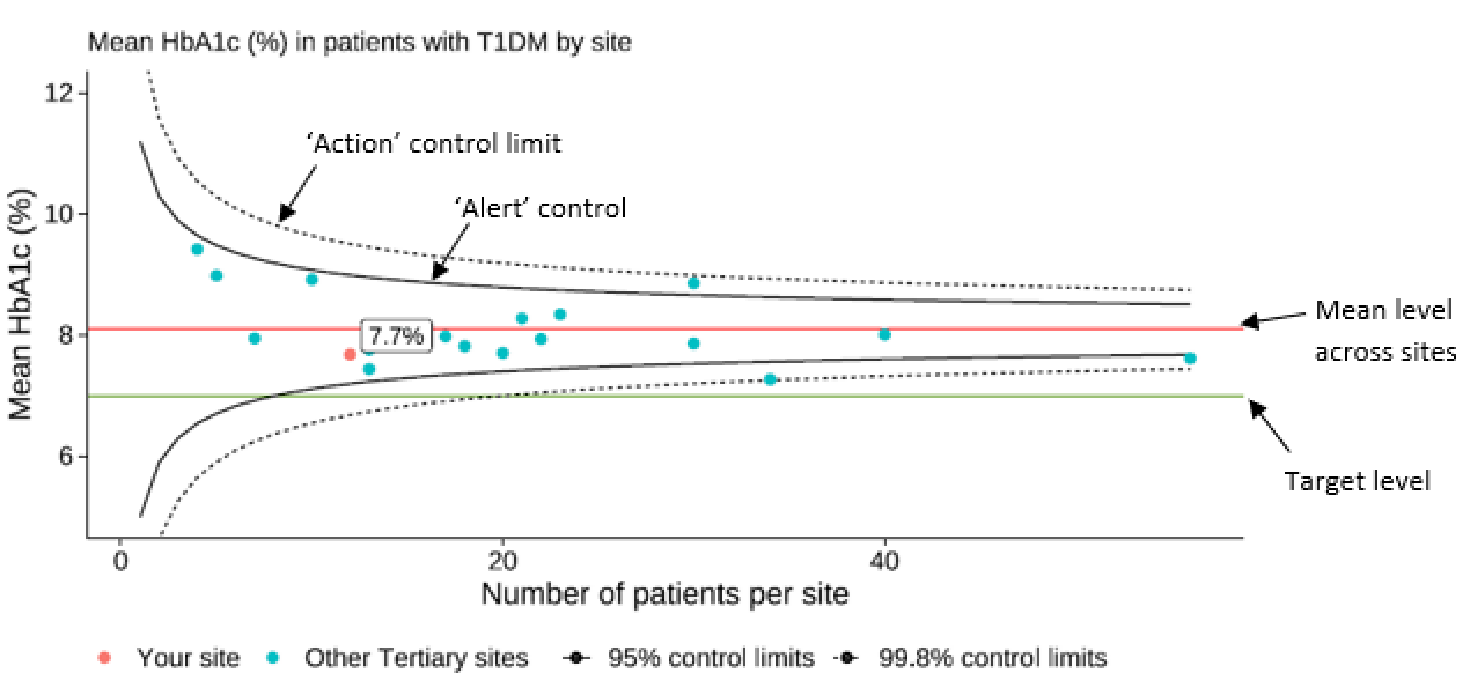 Mean HbA1c (%) in patients with T1DM by site
12
'Action' control limit
'Alert' control
10
Mean HbA1c (%)
Mean level
across sites
8
7.7%
6
Target level
0 20 40
Number of patients per site
Your site Other Tertiary sites 95% control limits 99.8% control limits